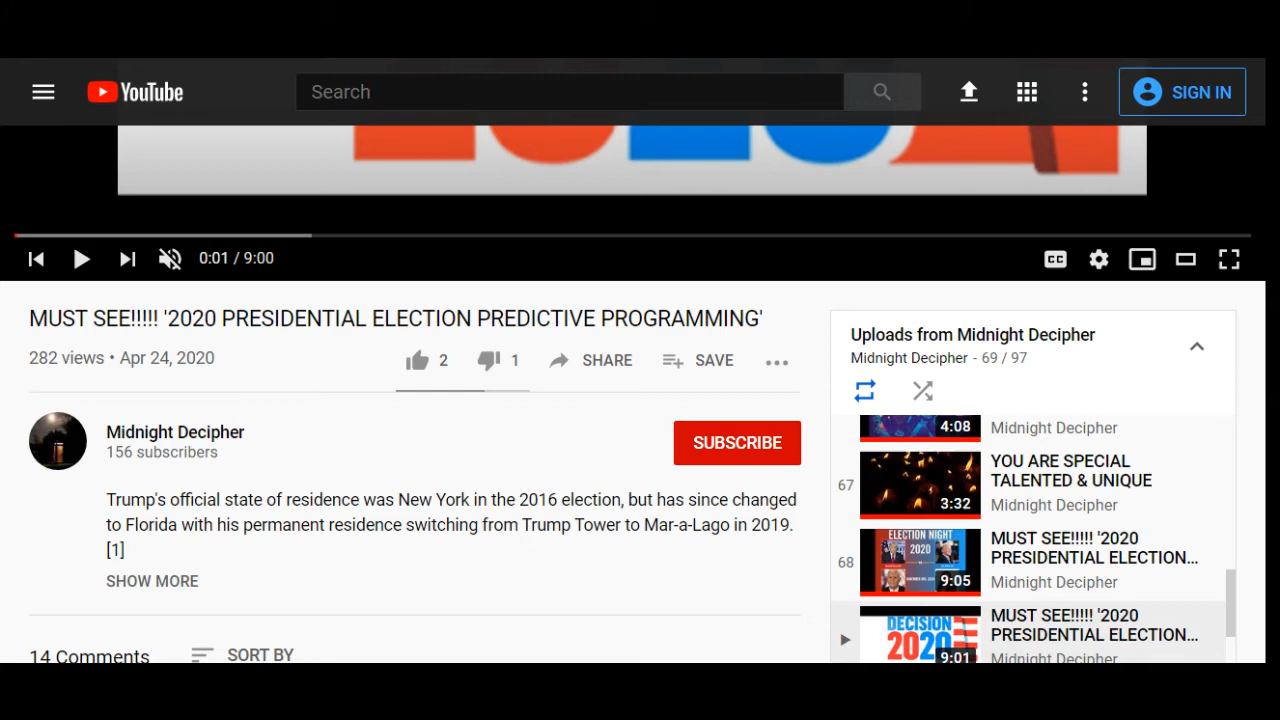 YouTube
Search
SIGN IN
2020
0:01 / 9:00
CC
MUST SEE!!!!! '2020 PRESIDENTIAL ELECTION PREDICTIVE PROGRAMMING'
282 views • Apr 24, 2020
2
1
SHARE
SAVE
Midnight Decipher
156 subscribers
SUBSCRIBE
Trump's official state of residence was New York in the 2016 election, but has since changed
to Florida with his permanent residence switching from Trump Tower to Mar-a-Lago in 2019.
[1]
SHOW MORE
14 Comments
SORT BY
Uploads from Midnight Decipher
Midnight Decipher - 69 / 97
4:08
Midnight Decipher
67
3:32
YOU ARE SPECIAL
TALENTED & UNIQUE
Midnight Decipher
68
ELECTION NIGHT
2020
9:05
MUST SEE!!!!! '2020
PRESIDENTIAL ELECTION...
Midnight Decipher
DECISION
2020
9:01
MUST SEE!!!!! '2020
PRESIDENTIAL ELECTION...
Midnight Decipher